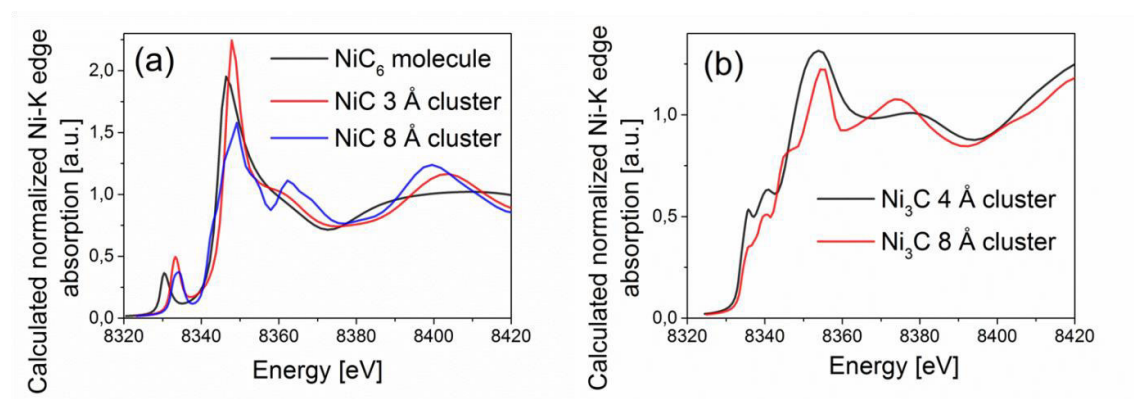 Calculated normalized Ni-K edge
absorption [a.u.]
(a)
NiC₆ molecule
NiC 3 Å cluster
NiC 8 Å cluster
2,0
1,5
1,0
0,5
0,0
8320 8340 8360 8380 8400 8420
Energy [eV]
Calculated normalized Ni-K edge
absorption [a.u.]
(b)
1.0
0,5
0,0
Ni₃C 4 Å cluster
Ni₃C 8 Å cluster
8320 8340 8360 8380 8400 8420
Energy [eV]